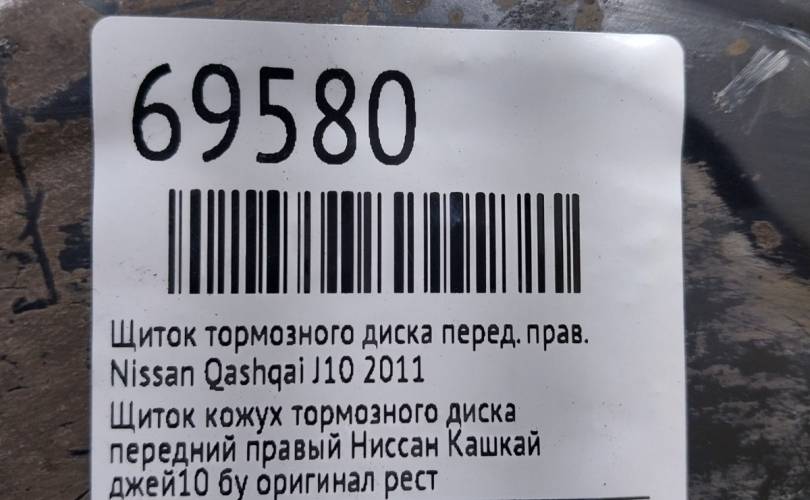 69580
Щиток тормозного диска перед. прав.
Nissan Qashqai J10 2011
Щиток кожух тормозного диска
передний правый Ниссан Кашкай
джей10 бу оригинал рест